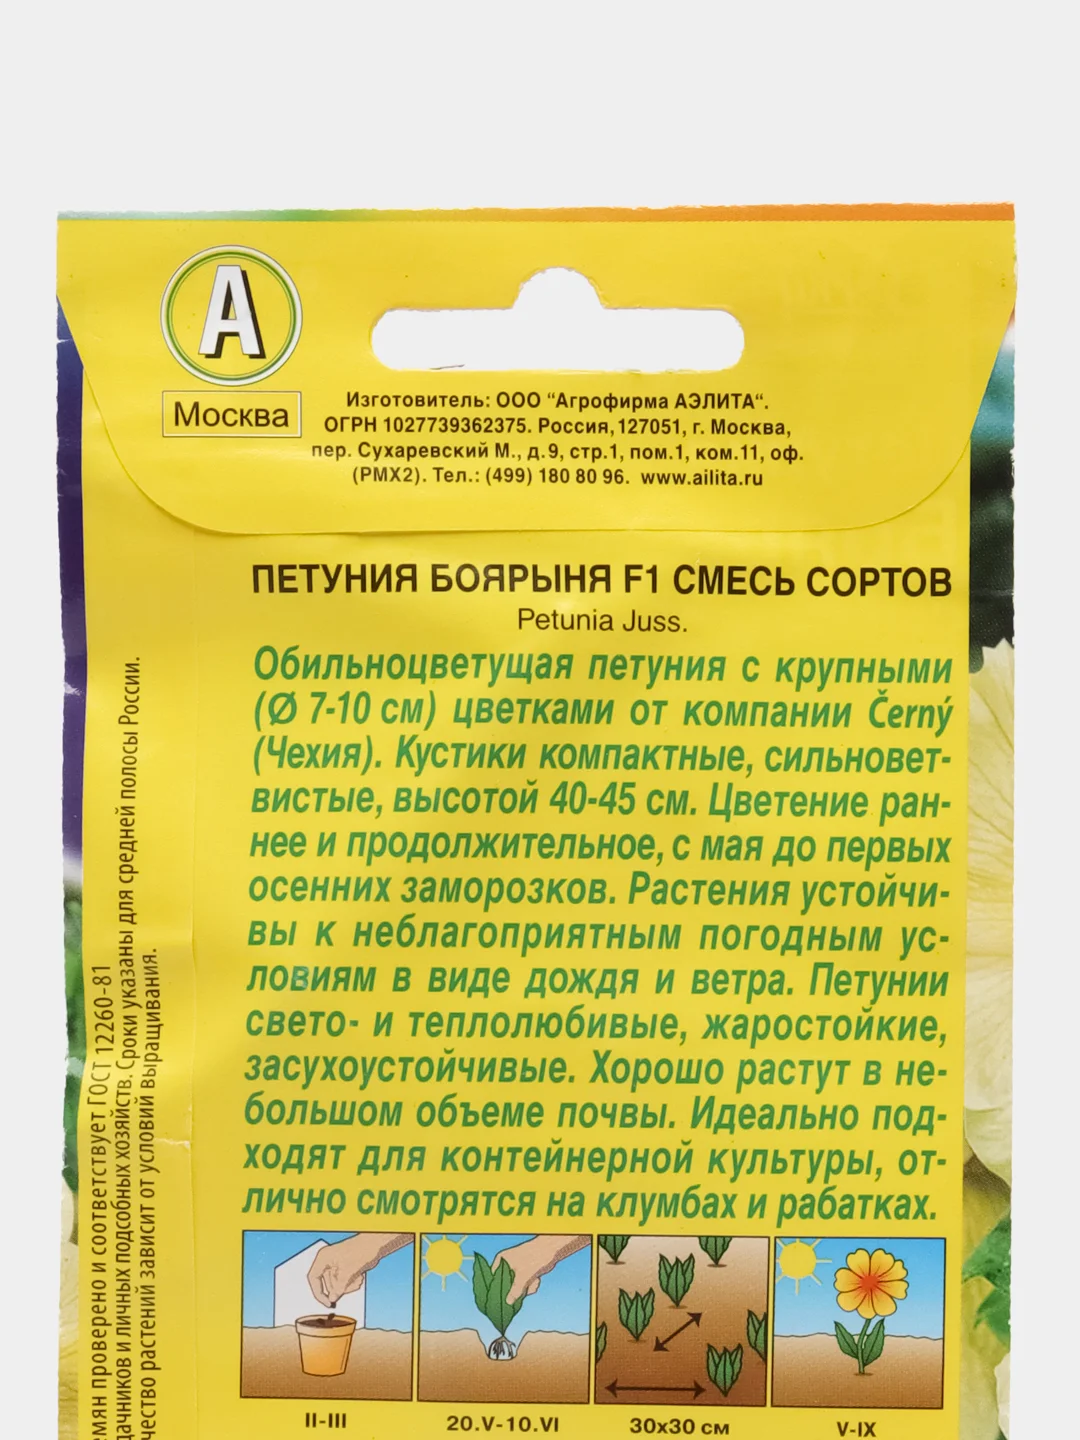 А
Москва
Изготовитель: ООО “Агрофирма АЭЛИТА“.
ОГРН 1027739362375. Россия, 127051, г. Москва,
пер. Сухаревский М., д.9, стр.1, пом.1, ком.11, оф.
(РМХ2). Тел.: (499) 180 80 96. www.ailita.ru
ПЕТУНИЯ БОЯРЫНЯ F1 СМЕСЬ СОРТОВ
Petunia Juss.
Обильноцветущая петуния с крупными
(Ø 7-10 см) цветками от компании Černý
(Чехия). Кустики компактные, сильновет-
вистые, высотой 40-45 см. Цветение ран-
нее и продолжительное, с мая до первых
осенних заморозков. Растения устойчи-
вы к неблагоприятным погодным ус-
ловиям в виде дождя и ветра. Петунии
свето- и теплолюбивые, жаростойкие,
засухоустойчивые. Хорошо растут в не-
большом объеме почвы. Идеально под-
ходят для контейнерной культуры, от-
лично смотрятся на клумбах и рабатках.
II-III
20.V-10.VI
30x30 см
V-IX
проверено и соответствует ГОСТ 12260-81
и личных подсобных хозяйств. Сроки указаны для средней полосы России.
растений зависит от условий выращивания.